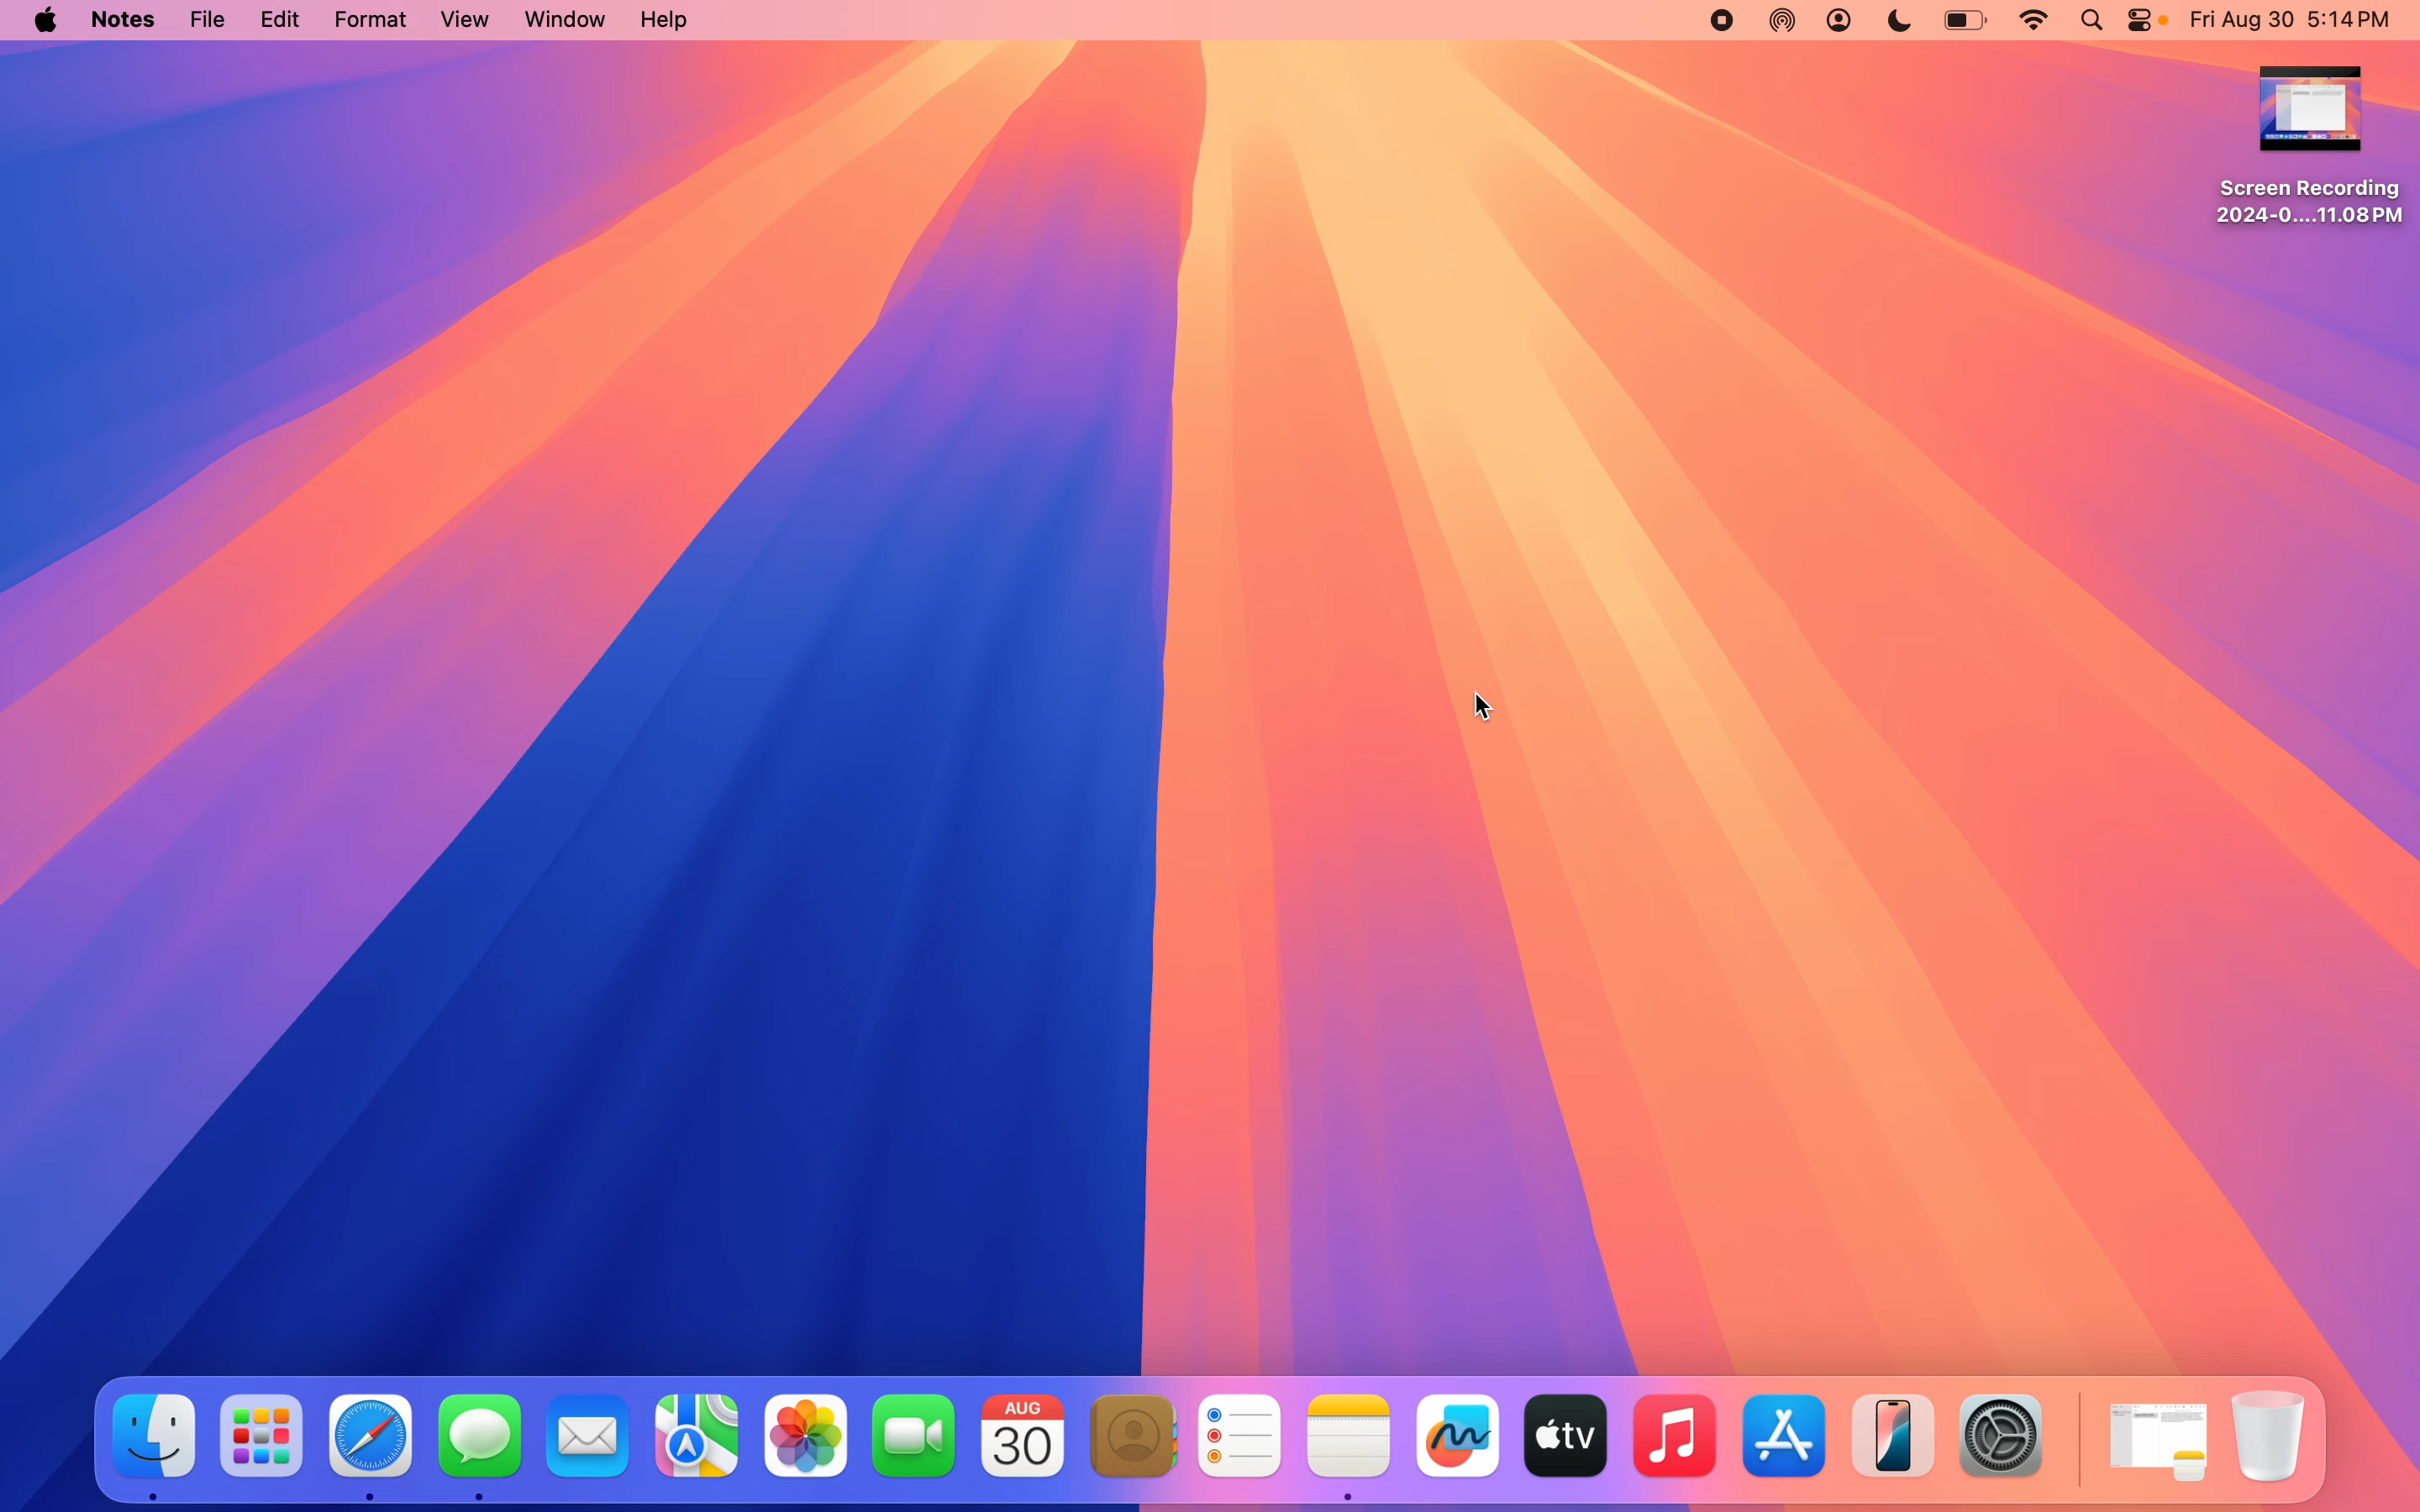 Notes File Edit Format View Window Help Fri Aug 30 5:14 PM
Screen Recording
2024-0....11.08 PM
AUG
30
tv